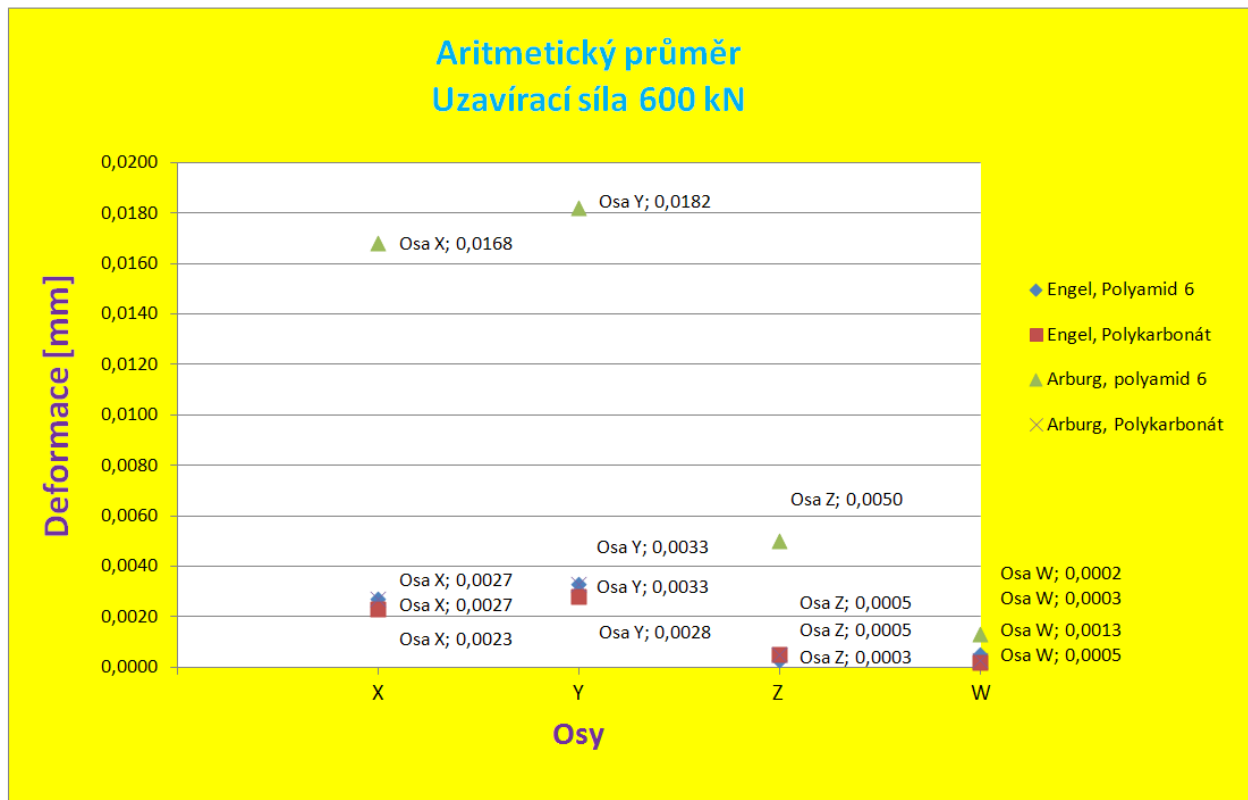 Aritmetický průměr
Uzavírací síla 600 kN
Deformace [mm]
0,0200
0,0180
0,0160
0,0140
0,0120
0,0100
0,0080
0,0060
0,0040
0,0020
0,0000
Osa Y; 0,0182
Osa X; 0,0168
Osa Z; 0,0050
Osa Y; 0,0033
Osa X; 0,0027
Osa Y; 0,0033
Osa W; 0,0002
Osa X; 0,0027
Osa Z; 0,0005
Osa W; 0,0003
Osa X; 0,0023
Osa Y; 0,0028
Osa Z; 0,0005
Osa W; 0,0013
Osa Z; 0,0003
Osa W; 0,0005
X
Y
Z
W
Osy
Engel, Polyamid 6
Engel, Polykarbonát
Arburg, polyamid 6
Arburg, Polykarbonát